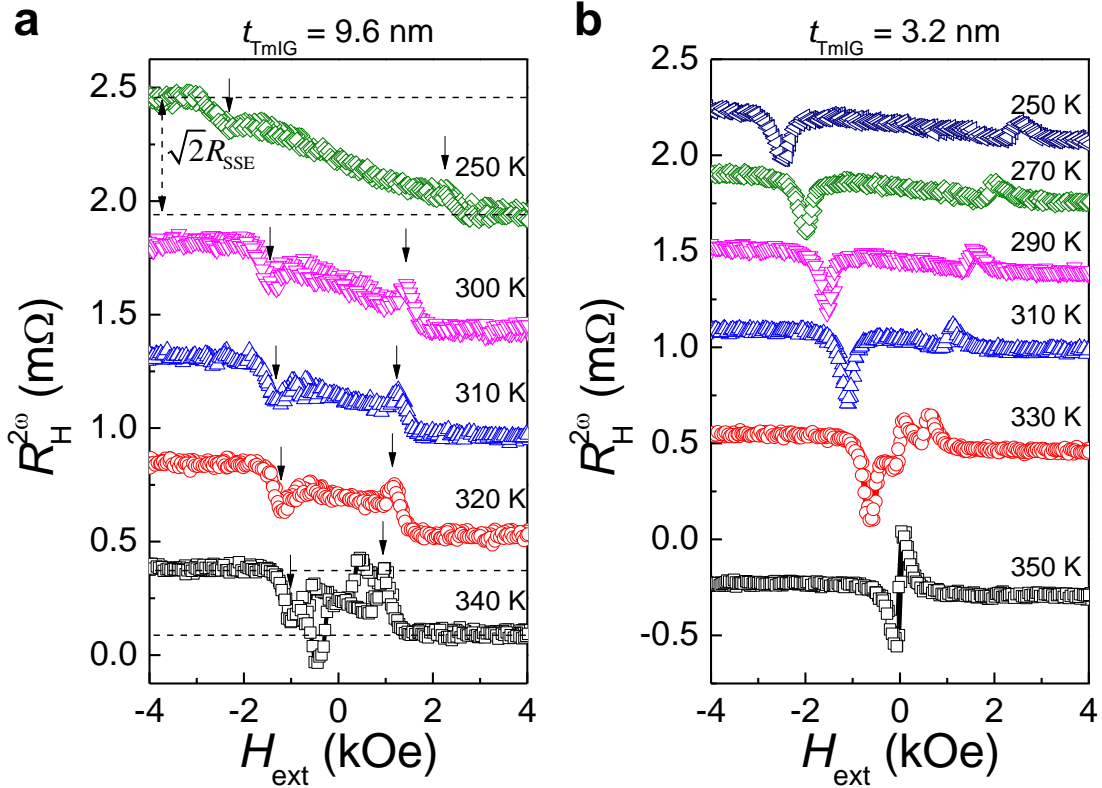 a
t_TmIG = 9.6 nm
2.5
2.0
1.5
1.0
0.5
0.0
√2R_SSE
250 K
300 K
310 K
320 K
340 K
R_H^2ω (mΩ)
-4
-2
0
2
4
H_ext (kOe)
b
t_TmIG = 3.2 nm
2.5
2.0
1.5
1.0
0.5
0.0
-0.5
250 K
270 K
290 K
310 K
330 K
350 K
R_H^2ω (mΩ)
-4
-2
0
2
4
H_ext (kOe)